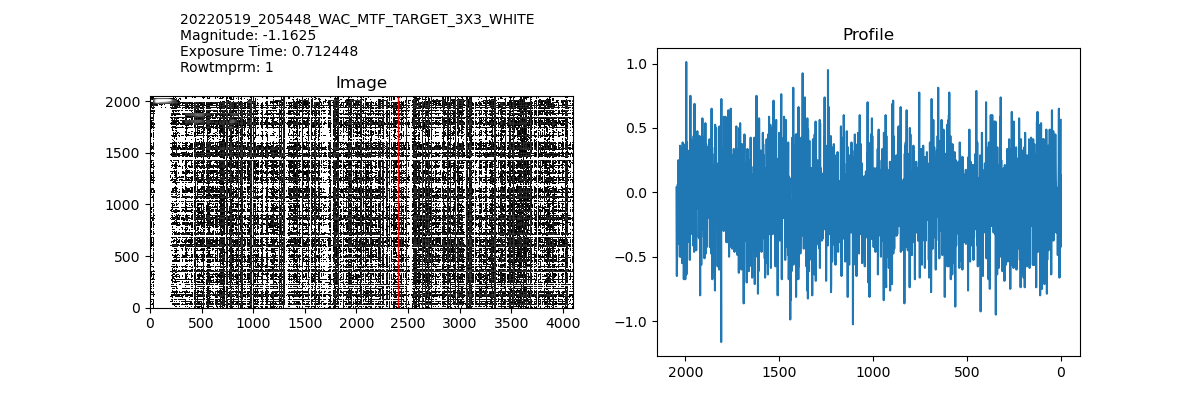 20220519_205448_WAC_MTF_TARGET_3X3_WHITE
Magnitude: -1.1625
Exposure Time: 0.712448
Rowtmprm: 1
Image
2000
1500
1000
500
0
0 500 1000 1500 2000 2500 3000 3500 4000
Profile
1.0
0.5
0.0
−0.5
−1.0
2000 1500 1000 500 0